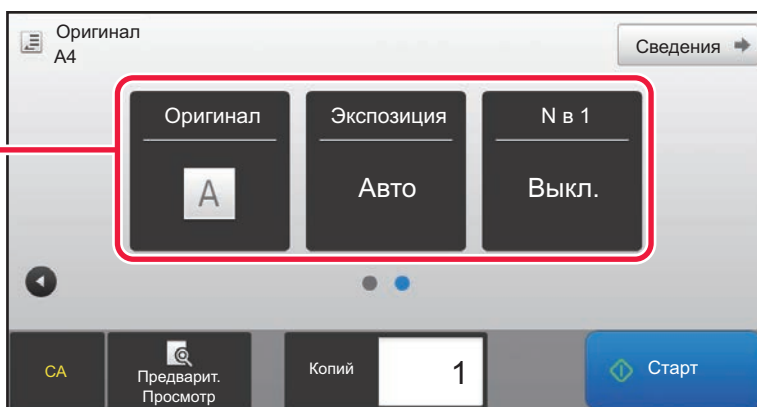 Оригинал
A4
Сведения
Оригинал
Экспозиция
N в 1
A
Авто
Выкл.
CA
Предварит.
Просмотр
Копий
1
Старт